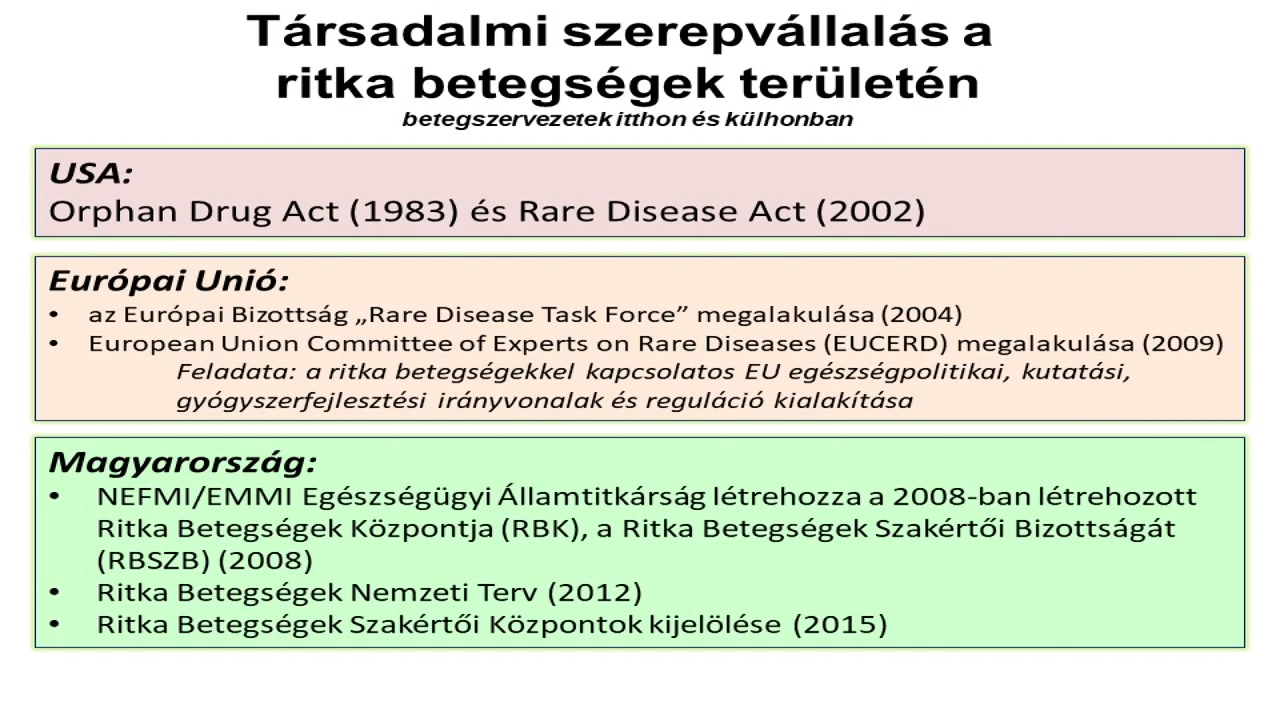 Társadalmi szerepvállalás a
ritka betegségek területén
betegszervezetek itthon és külhonban
USA:
Orphan Drug Act (1983) és Rare Disease Act (2002)
Európai Unió:
• az Európai Bizottság „Rare Disease Task Force” megalakulása (2004)
• European Union Committee of Experts on Rare Diseases (EUCERD) megalakulása (2009)
Feladata: a ritka betegségekkel kapcsolatos EU egészségpolitikai, kutatási,
gyógyszerfejlesztési irányvonalak és reguláció kialakítása
Magyarország:
• NEFMI/EMMI Egészségügyi Államtitkárság létrehozza a 2008-ban létrehozott
Ritka Betegségek Központja (RBK), a Ritka Betegségek Szakértői Bizottságát
(RBSZB) (2008)
• Ritka Betegségek Nemzeti Terv (2012)
• Ritka Betegségek Szakértői Központok kijelölése (2015)